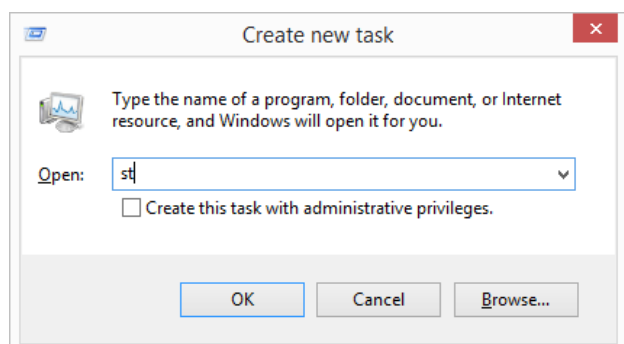 Create new task
Type the name of a program, folder, document, or Internet
resource, and Windows will open it for you.
Open: st
Create this task with administrative privileges.
OK Cancel Browse...